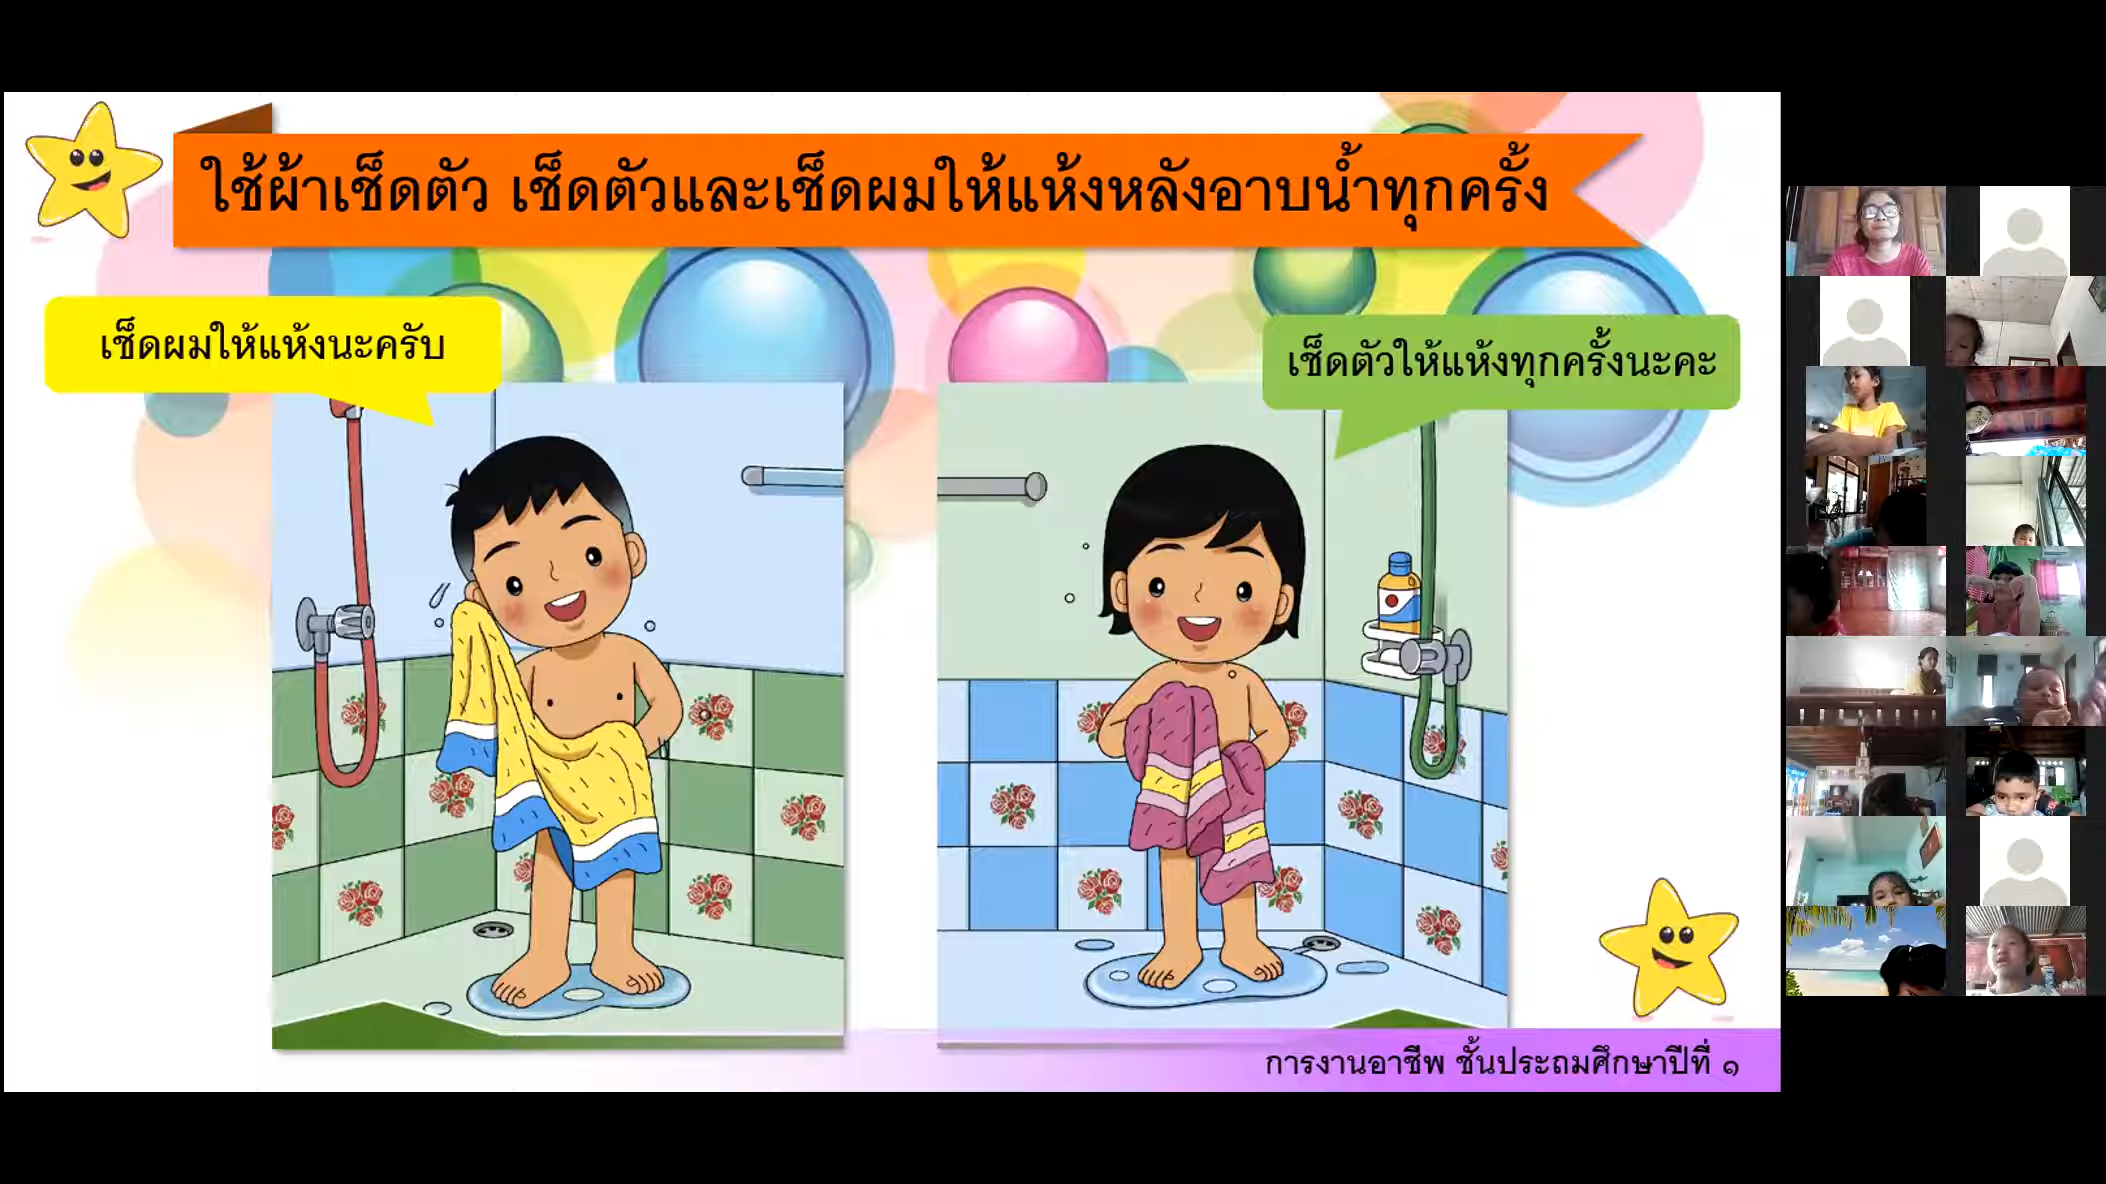 ใช้ผ้าเช็ดตัว เช็ดตัวและเช็ดผมให้แห้งหลังอาบน้ำทุกครั้ง
เช็ดผมให้แห้งนะครับ
เช็ดตัวให้แห้งทุกครั้งนะคะ
การงานอาชีพ ชั้นประถมศึกษาปีที่ ๑